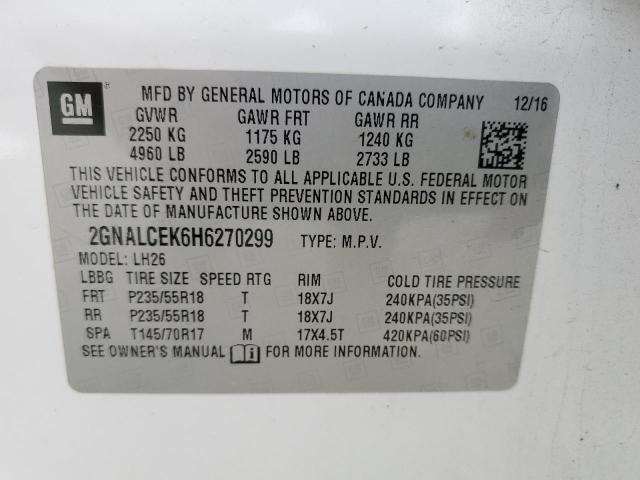 GM
MFD BY GENERAL MOTORS OF CANADA COMPANY 12/16
GVWR GAWR FRT GAWR RR
2250 KG 1175 KG 1240 KG
4960 LB 2590 LB 2733 LB
THIS VEHICLE CONFORMS TO ALL APPLICABLE U.S. FEDERAL MOTOR
VEHICLE SAFETY AND THEFT PREVENTION STANDARDS IN EFFECT ON
THE DATE OF MANUFACTURE SHOWN ABOVE.
2GNALCEK6H6270299 TYPE: M.P.V.
MODEL: LH26
LBBG TIRE SIZE SPEED RTG RIM COLD TIRE PRESSURE
FRT P235/55R18 T 18X7J 240KPA(35PSI)
RR P235/55R18 T 18X7J 240KPA(35PSI)
SPA T145/70R17 M 17X4.5T 420KPA(60PSI)
SEE OWNER'S MANUAL i FOR MORE INFORMATION.